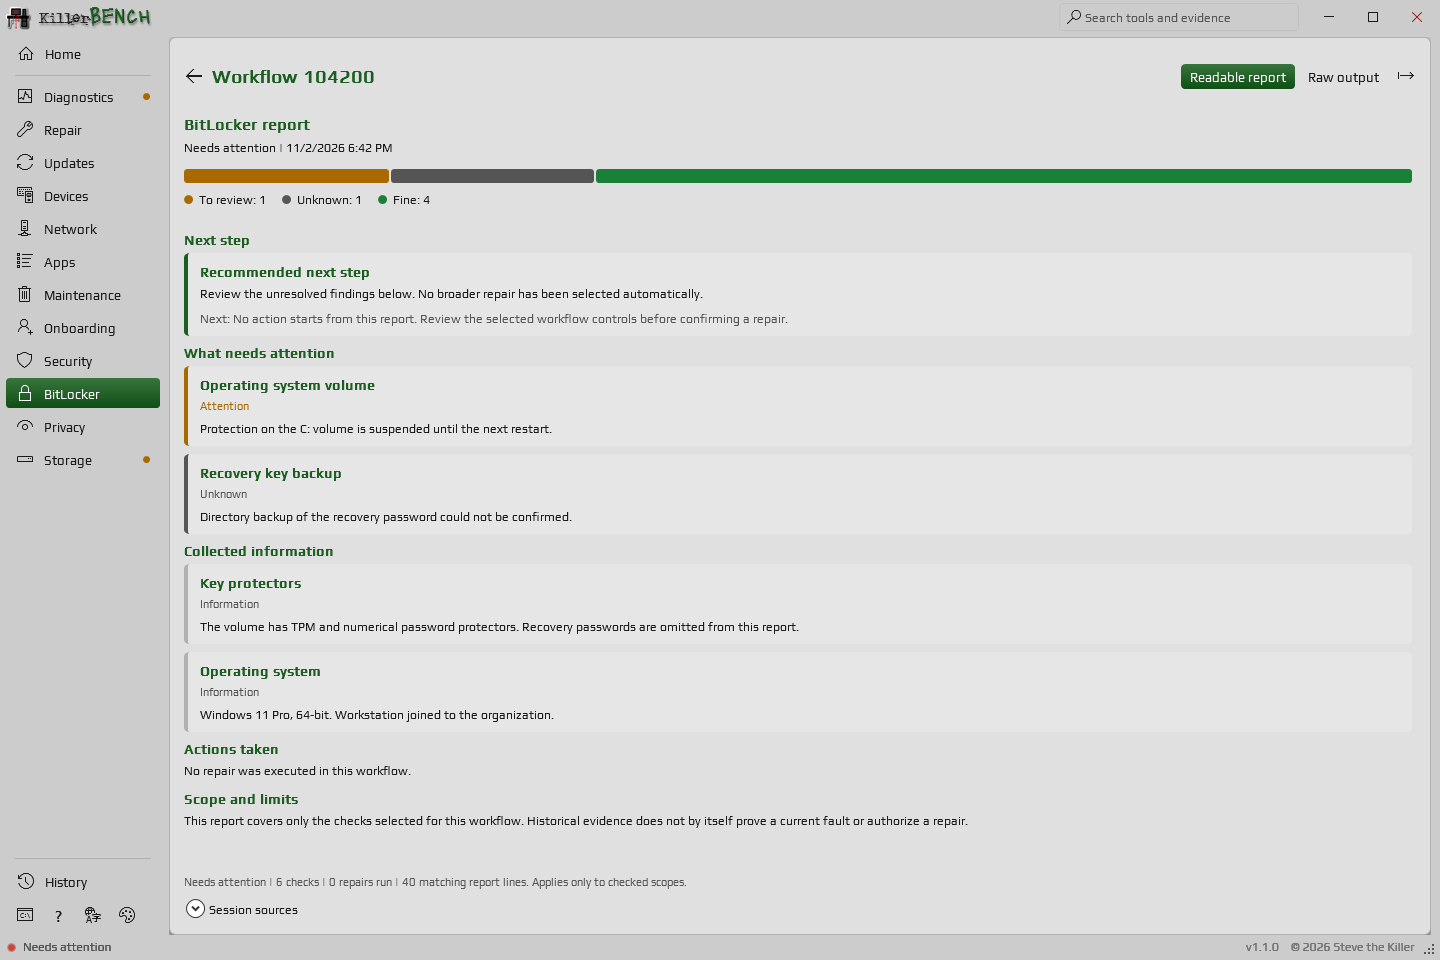 KillerBENCH
Search tools and evidence
Home
Diagnostics
Repair
Updates
Devices
Network
Apps
Maintenance
Onboarding
Security
BitLocker
Privacy
Storage
History
?
Needs attention
Workflow 104200
Readable report
Raw output
BitLocker report
Needs attention | 11/2/2026 6:42 PM
To review: 1
Unknown: 1
Fine: 4
Next step
Recommended next step
Review the unresolved findings below. No broader repair has been selected automatically.
Next: No action starts from this report. Review the selected workflow controls before confirming a repair.
What needs attention
Operating system volume
Attention
Protection on the C: volume is suspended until the next restart.
Recovery key backup
Unknown
Directory backup of the recovery password could not be confirmed.
Collected information
Key protectors
Information
The volume has TPM and numerical password protectors. Recovery passwords are omitted from this report.
Operating system
Information
Windows 11 Pro, 64-bit. Workstation joined to the organization.
Actions taken
No repair was executed in this workflow.
Scope and limits
This report covers only the checks selected for this workflow. Historical evidence does not by itself prove a current fault or authorize a repair.
Needs attention | 6 checks | 0 repairs run | 40 matching report lines. Applies only to checked scopes.
Session sources
v1.1.0
© 2026 Steve the Killer